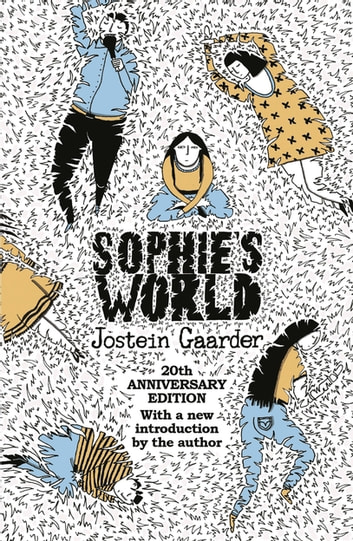 SOPHIE'S
WORLD
Jostein Gaarder
20th
ANNIVERSARY
EDITION
With a new
introduction
by the author